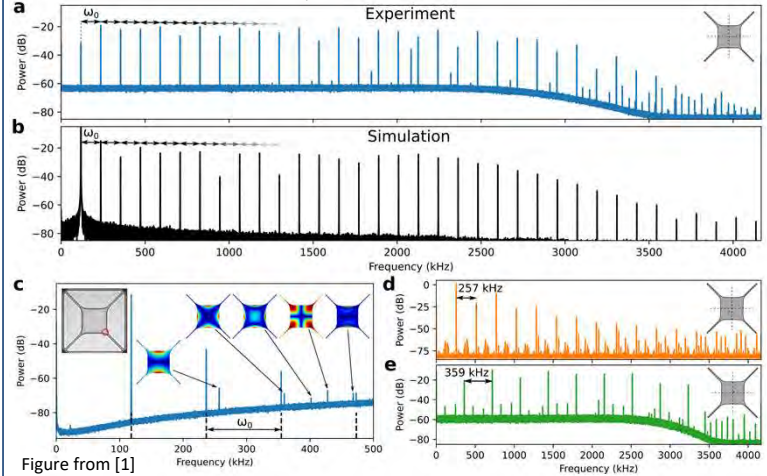 a
ω₀
Experiment
Power (dB)
−20
−40
−60
−80
b
ω₀
Simulation
Power (dB)
−20
−40
−60
−80
0 500 1000 1500 2000 2500 3000 3500 4000
Frequency (kHz)
c
Power (dB)
−20
−40
−60
−80
ω₀
0 100 200 300 400 500
Frequency (kHz)
d
257 kHz
Power (dB)
0
−25
−50
−75
e
359 kHz
Power (dB)
−20
−40
−60
−80
0 500 1000 1500 2000 2500 3000 3500 4000
Frequency (kHz)
Figure from [1]